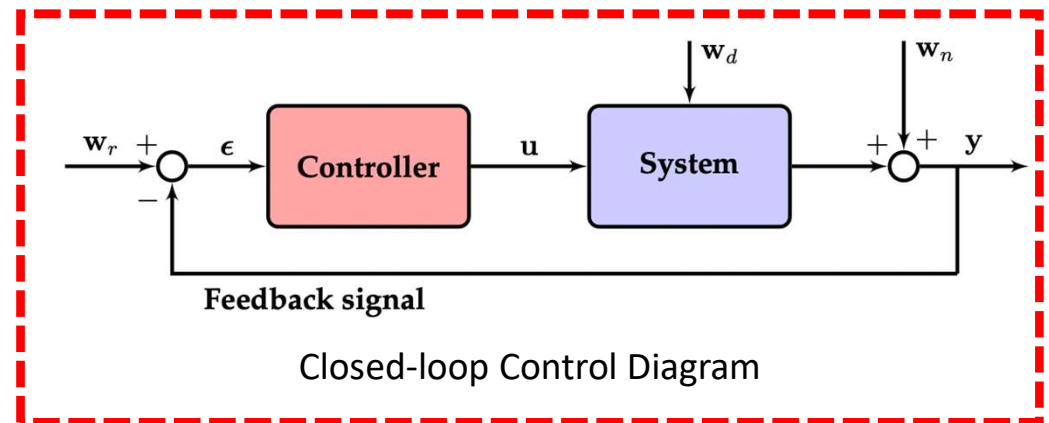 w_d
w_n
w_r + ϵ Controller u System + + y
−
Feedback signal
Closed-loop Control Diagram